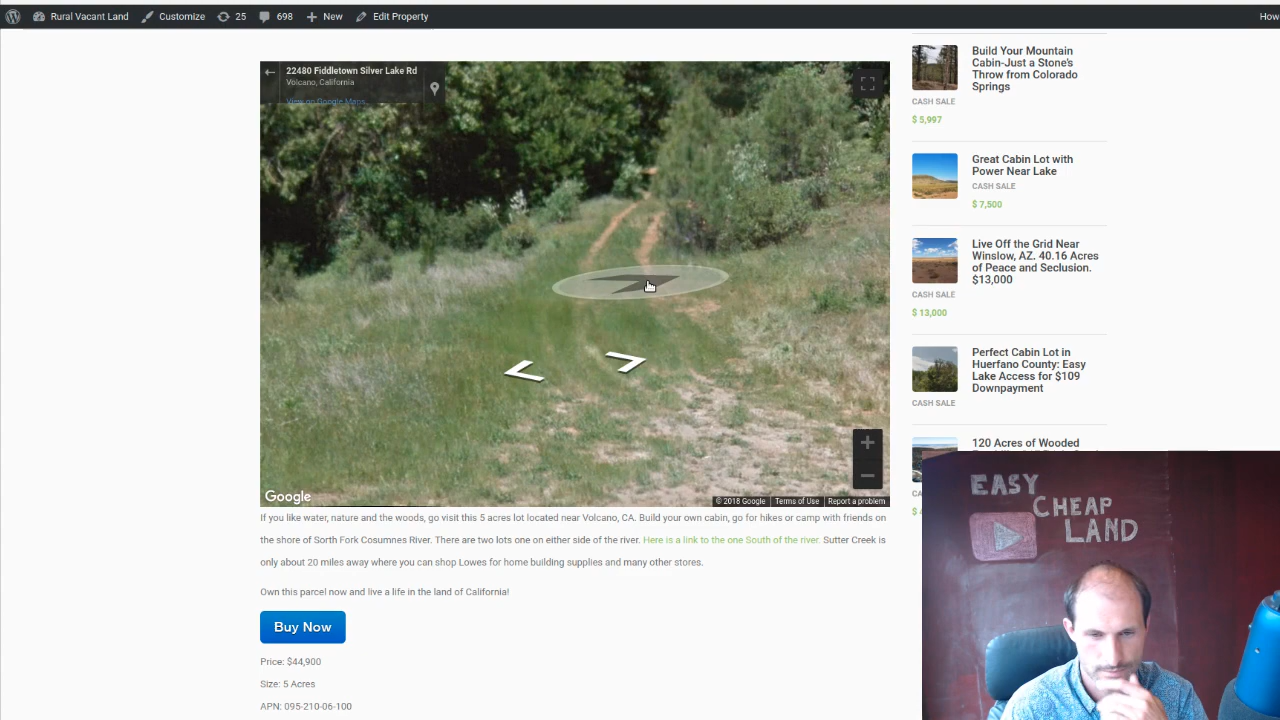 Rural Vacant Land
Customize
25
698
New
Edit Property
How
22480 Fiddletown Silver Lake Rd
Volcano, California
View on Google Maps
Google
© 2018 Google
Terms of Use
Report a problem
If you like water, nature and the woods, go visit this 5 acres lot located near Volcano, CA. Build your own cabin, go for hikes or camp with friends on
the shore of Sorth Fork Cosumnes River. There are two lots one on either side of the river. Here is a link to the one South of the river. Sutter Creek is
only about 20 miles away where you can shop Lowes for home building supplies and many other stores.
Own this parcel now and live a life in the land of California!
Buy Now
Price: $44,900
Size: 5 Acres
APN: 095-210-06-100
Build Your Mountain
Cabin-Just a Stone's
Throw from Colorado
Springs
CASH SALE
$ 5,997
Great Cabin Lot with
Power Near Lake
CASH SALE
$ 7,500
Live Off the Grid Near
Winslow, AZ. 40.16 Acres
of Peace and Seclusion.
$13,000
CASH SALE
$ 13,000
Perfect Cabin Lot in
Huerfano County: Easy
Lake Access for $109
Downpayment
CASH SALE
120 Acres of Wooded
EASY
CHEAP
LAND